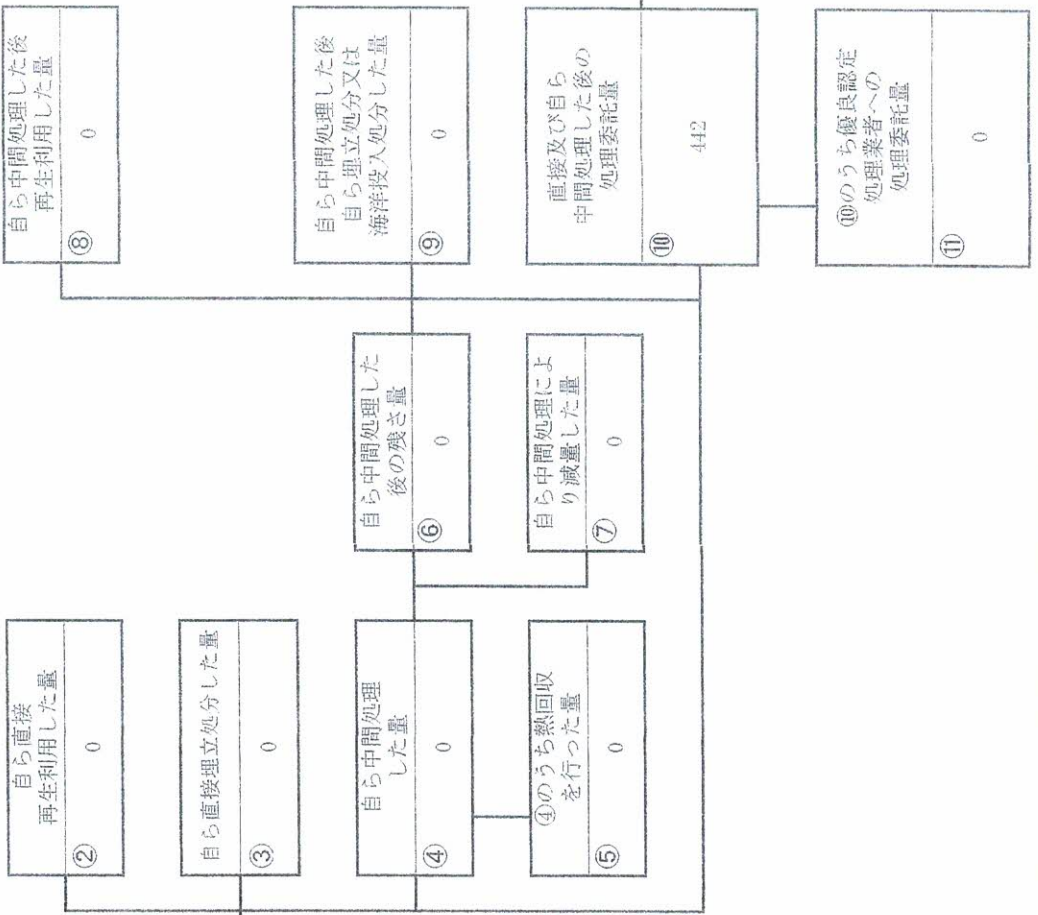 自ら直接
再生利用した量
②
0
自ら直接埋立処分した量
③
0
自ら中間処理
した量
④
0
④のうち熱回収
を行った量
⑤
0
自ら中間処理した
後の残さ量
⑥
0
自ら中間処理によ
り減量した量
⑦
0
自ら中間処理した後
再生利用した量
⑧
0
自ら中間処理した後
自ら埋立処分又は
海洋投入処分した量
⑨
0
直接及び自ら
中間処理した後の
処理委託量
⑩
442
⑩のうち優良認定
処理業者への
処理委託量
⑪
0